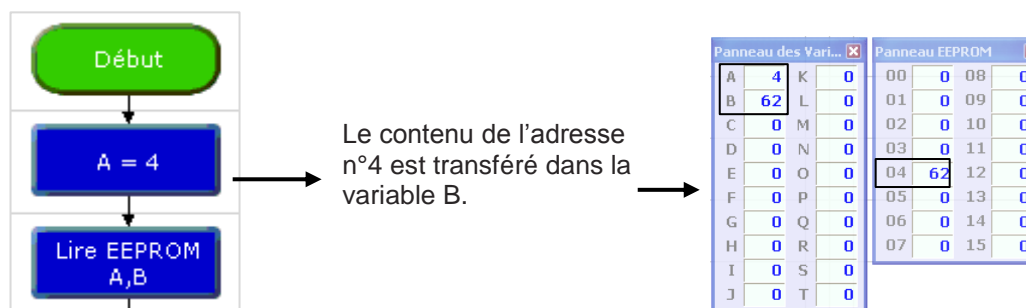 Début
A = 4
Lire EEPROM
A,B
Le contenu de l'adresse
n°4 est transféré dans la
variable B.
Panneau des Vari...
A 4 K 0
B 62 L 0
C 0 M 0
D 0 N 0
E 0 O 0
F 0 P 0
G 0 Q 0
H 0 R 0
I 0 S 0
J 0 T 0
Panneau EEPROM
00 0 08 0
01 0 09 0
02 0 10 0
03 0 11 0
04 62 12 0
05 0 13 0
06 0 14 0
07 0 15 0